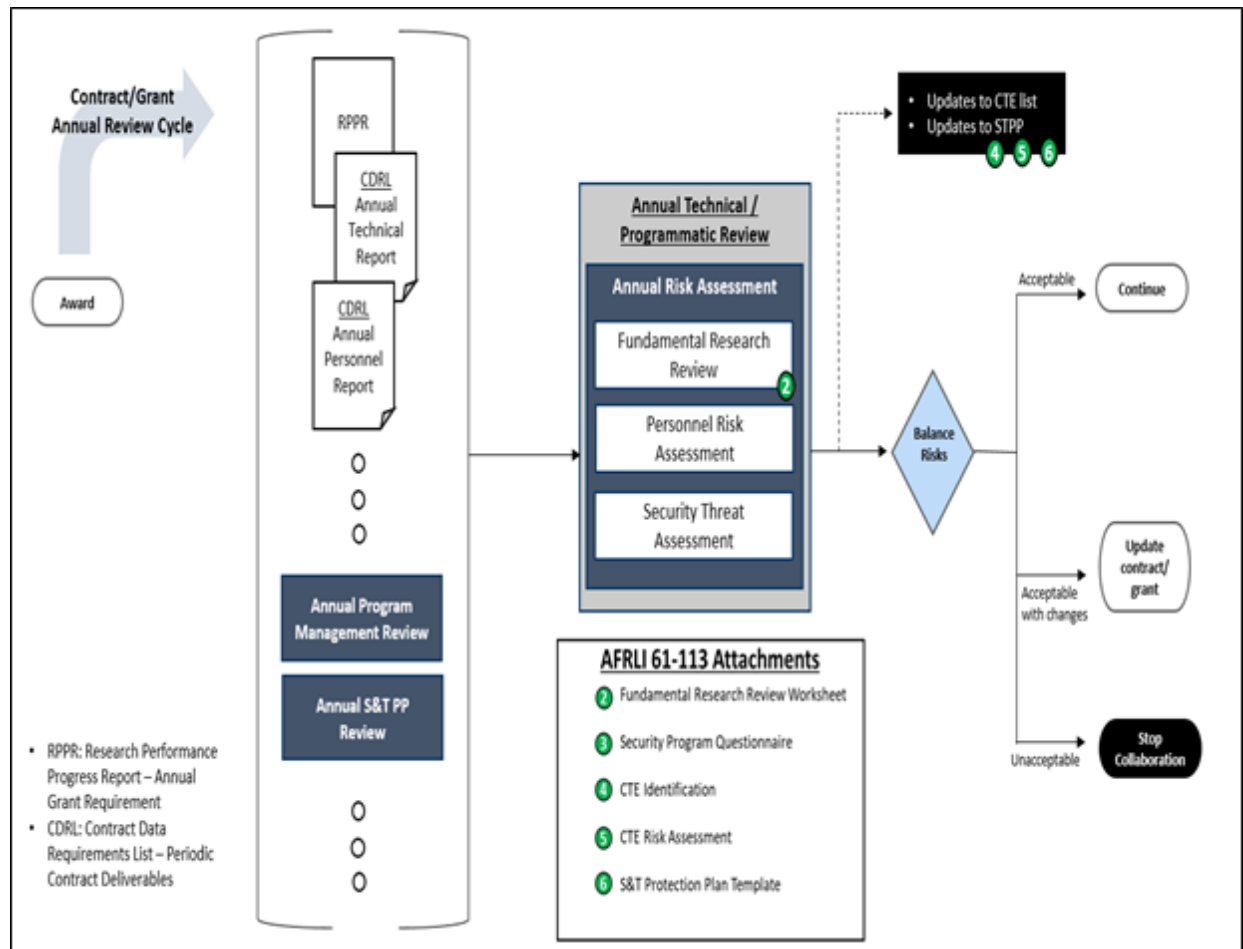 Contract/Grant
Annual Review Cycle
Award
RPPR
CDRL
Annual
Technical
Report
CDRL
Annual
Personnel
Report
Annual Program
Management Review
Annual S&T PP
Review
• RPPR: Research Performance
Progress Report – Annual
Grant Requirement
• CDRL: Contract Data
Requirements List – Periodic
Contract Deliverables
Annual Technical /
Programmatic Review
Annual Risk Assessment
Fundamental Research
Review
2
Personnel Risk
Assessment
Security Threat
Assessment
AFRLI 61-113 Attachments
2 Fundamental Research Review Worksheet
3 Security Program Questionnaire
4 CTE Identification
5 CTE Risk Assessment
6 S&T Protection Plan Template
• Updates to CTE list
• Updates to STPP
4 5 6
Balance
Risks
Acceptable
Continue
Acceptable
with changes
Update
contract/
grant
Unacceptable
Stop
Collaboration